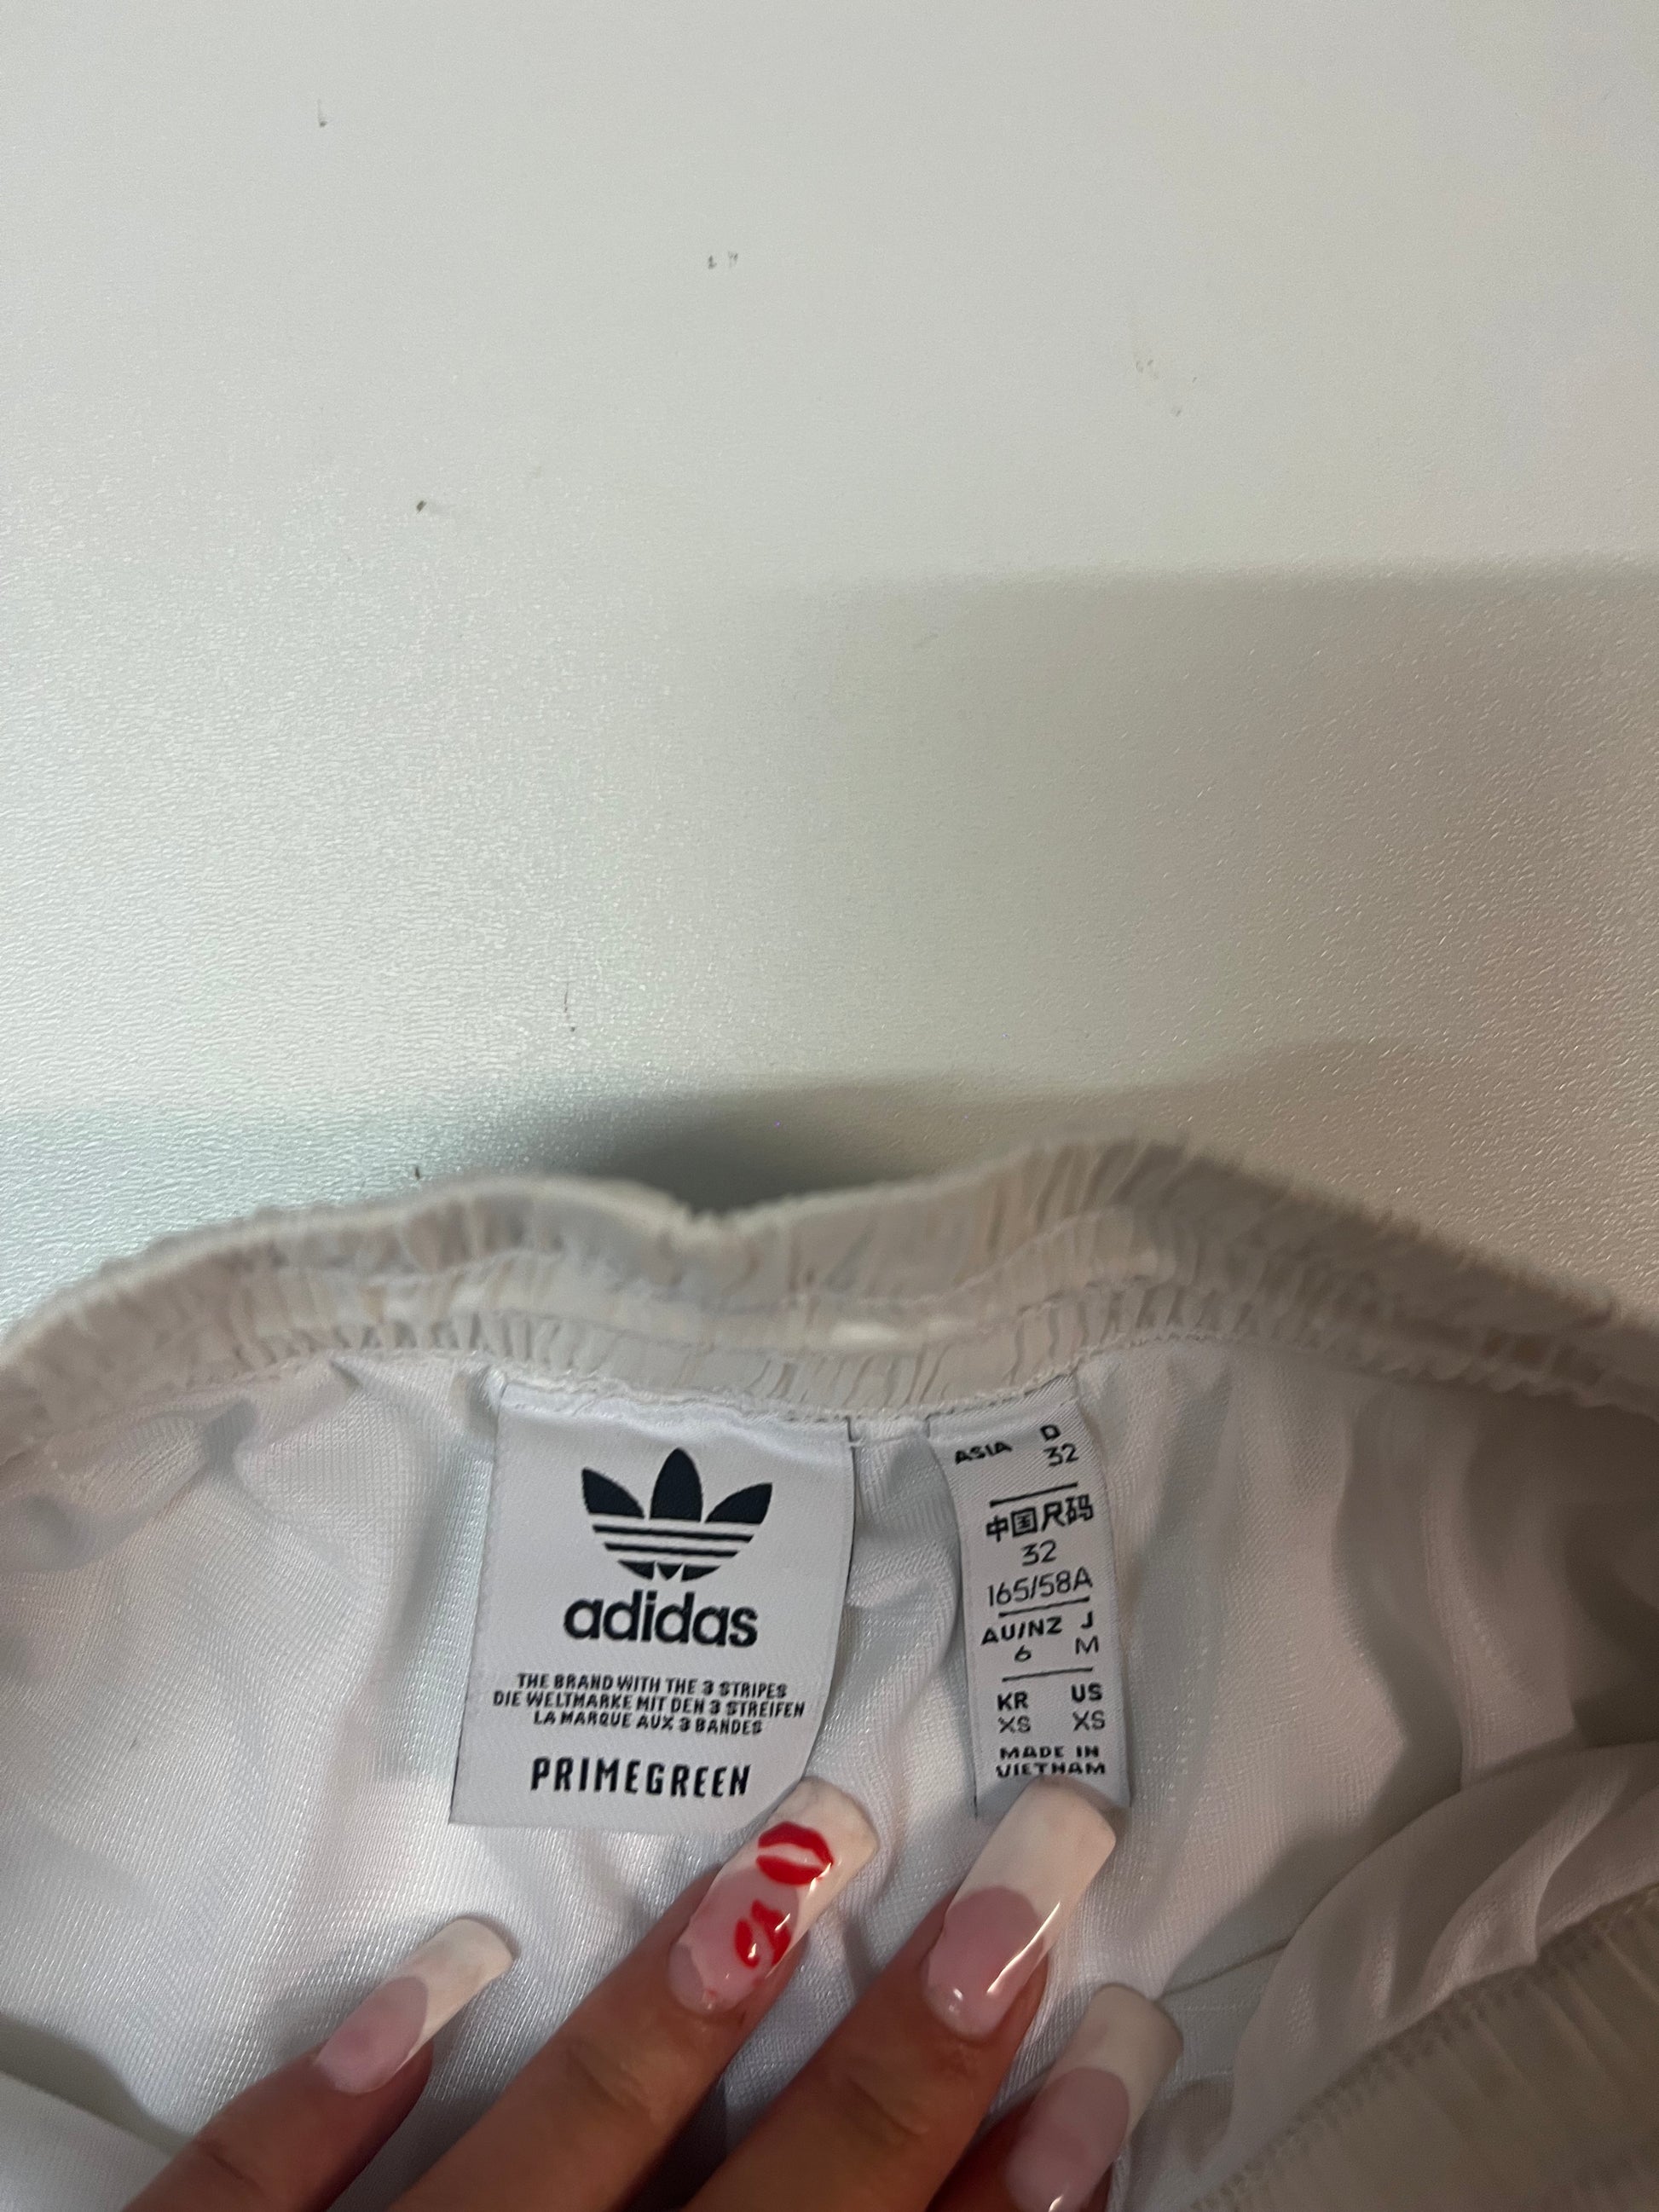 adidas
THE BRAND WITH THE 3 STRIPES
DIE WELTMARKE MIT DEN 3 STREIFEN
LA MARQUE AUX 3 BANDES
PRIMEGREEN
ASIA D
32
中国尺码
32
165/58A
AU/NZ J
6 M
KR US
XS XS
MADE IN
VIETNAM